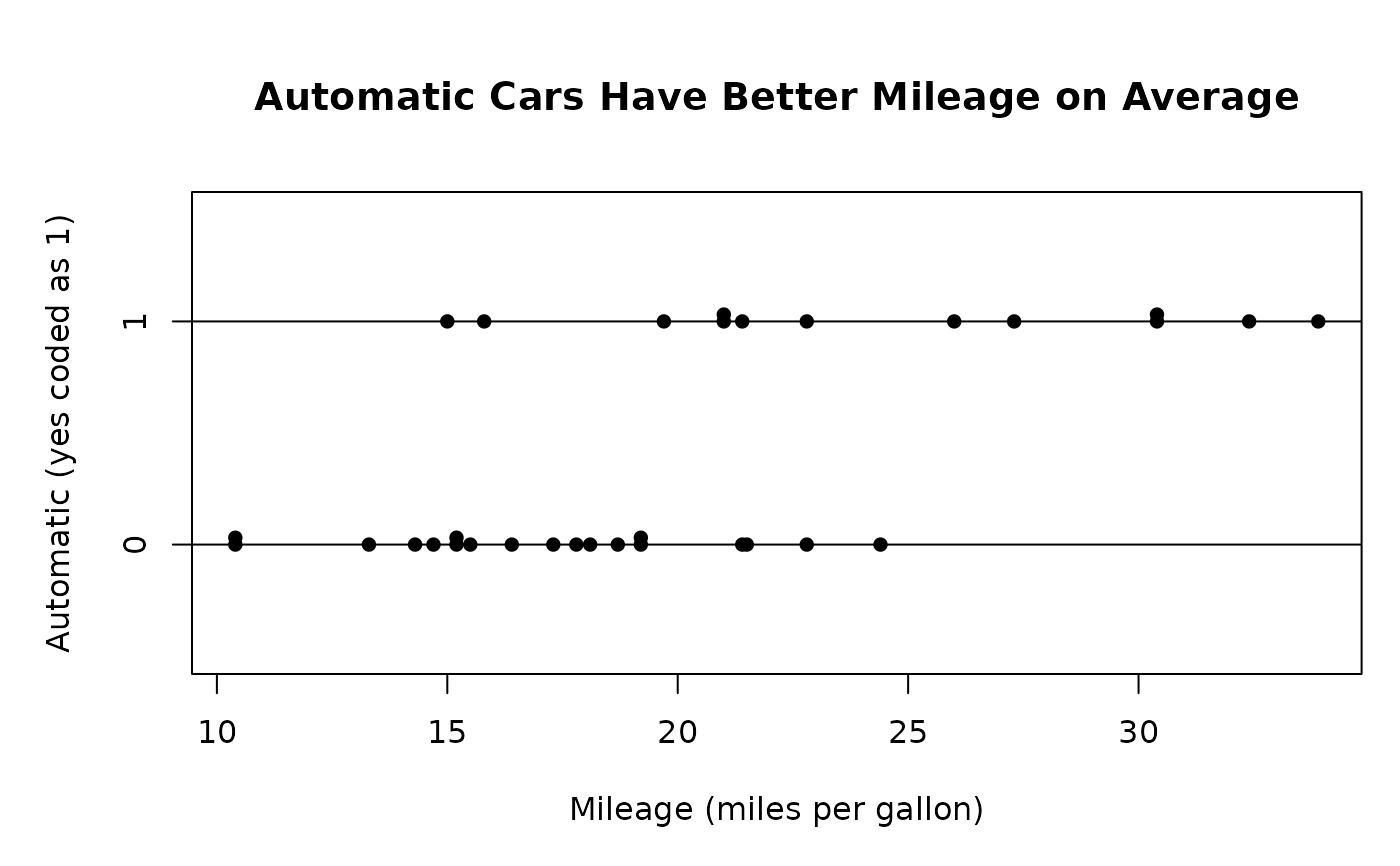 Automatic Cars Have Better Mileage on Average
Automatic (yes coded as 1)
1
0
10 15 20 25 30
Mileage (miles per gallon)